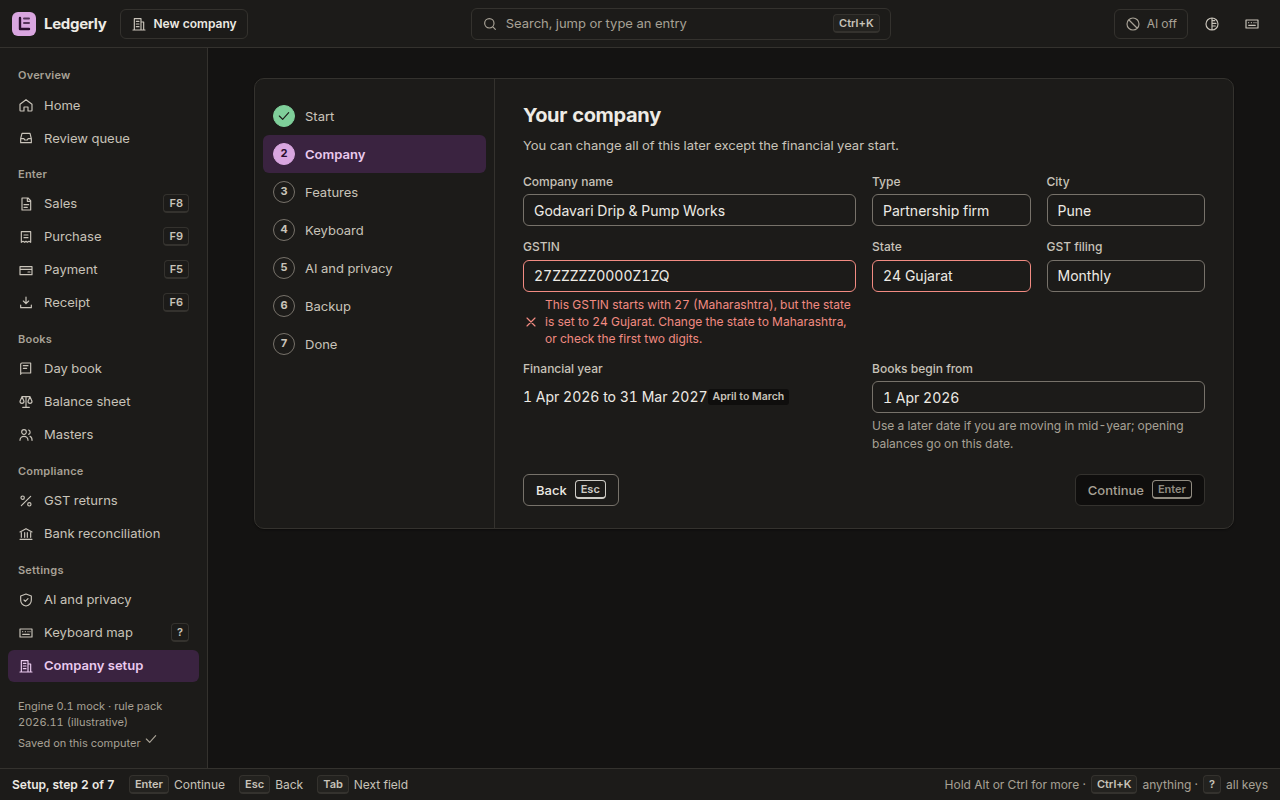 Ledgerly
New company
Search, jump or type an entry
Ctrl+K
AI off
Overview
Home
Review queue
Enter
Sales F8
Purchase F9
Payment F5
Receipt F6
Books
Day book
Balance sheet
Masters
Compliance
GST returns
Bank reconciliation
Settings
AI and privacy
Keyboard map ?
Company setup
Engine 0.1 mock · rule pack
2026.11 (illustrative)
Saved on this computer
Start
2 Company
3 Features
4 Keyboard
5 AI and privacy
6 Backup
7 Done
Your company
You can change all of this later except the financial year start.
Company name Type City
Godavari Drip & Pump Works Partnership firm Pune
GSTIN State GST filing
27ZZZZZ0000Z1ZQ 24 Gujarat Monthly
This GSTIN starts with 27 (Maharashtra), but the state
is set to 24 Gujarat. Change the state to Maharashtra,
or check the first two digits.
Financial year Books begin from
1 Apr 2026 to 31 Mar 2027 April to March 1 Apr 2026
Use a later date if you are moving in mid-year; opening
balances go on this date.
Back Esc Continue Enter
Setup, step 2 of 7 Enter Continue Esc Back Tab Next field Hold Alt or Ctrl for more · Ctrl+K anything · ? all keys